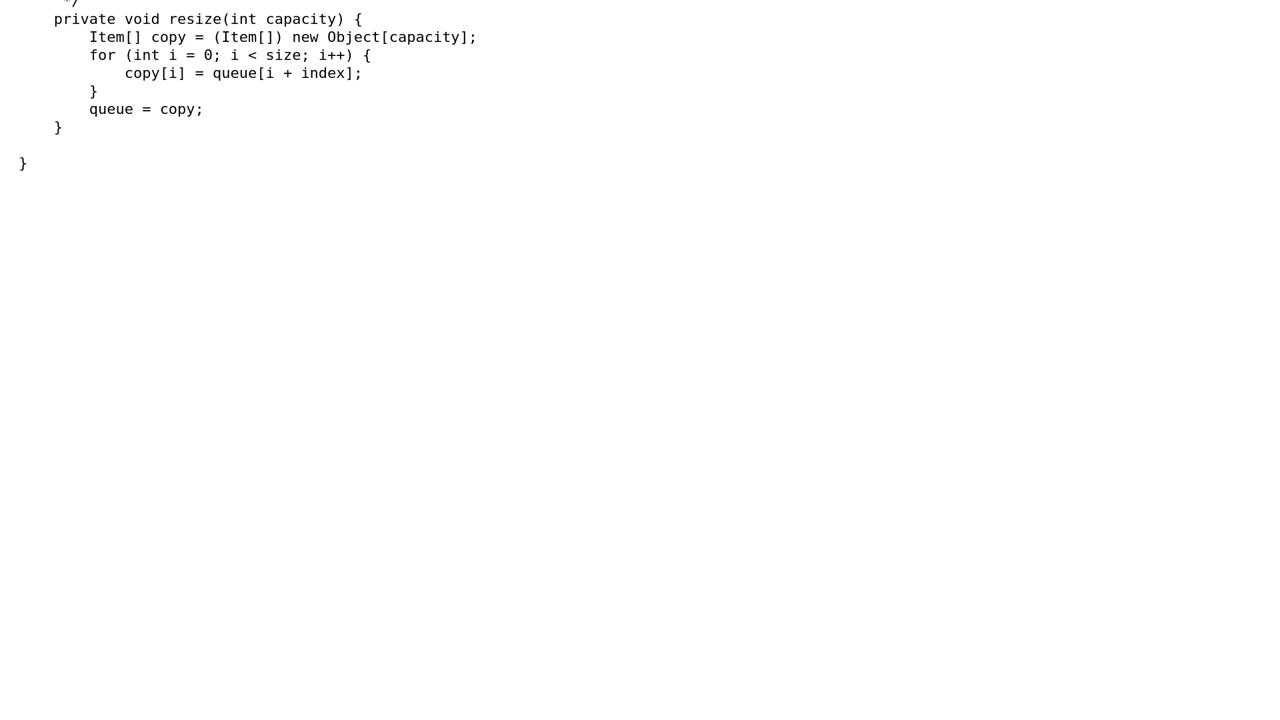 */
private void resize(int capacity) {
Item[] copy = (Item[]) new Object[capacity];
for (int i = 0; i < size; i++) {
copy[i] = queue[i + index];
}
queue = copy;
}
}